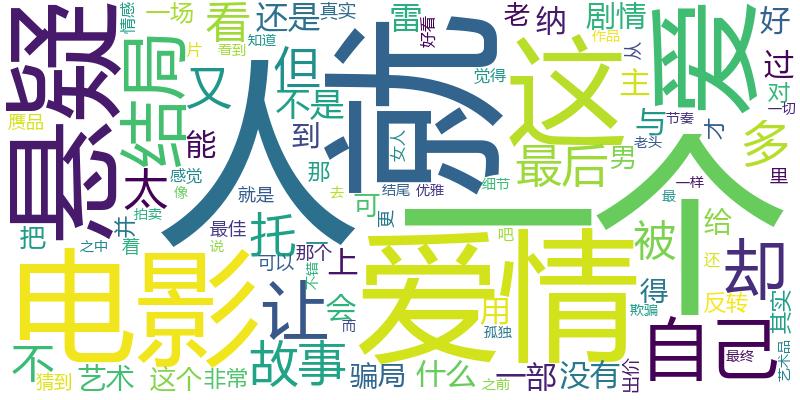 悬疑
人
就
这
爱
一个
电影
爱情
结局
自己
却
让
故事
但
又
看
还是
一场
情感
真实
雷
好看
老
纳
剧情
作品
好
从
过
对
一切
主
觉得
知道
看到
片
不是
到
能
赝品
太
感觉
像
拍卖
就是
那
女人
老头
节奏
才
与
多
里
一样
最
男
最后
细节
优雅
结尾
可
更
去
把
并
着
之中
最佳
说
托
那个
可以
上
不错
吧
被
给
还
得
反转
其实
用
欺骗
孤独
而
会
不
猜到
艺术
这个
非常
骗局
什么
之前
一部
没有
出价
最终
艺术品